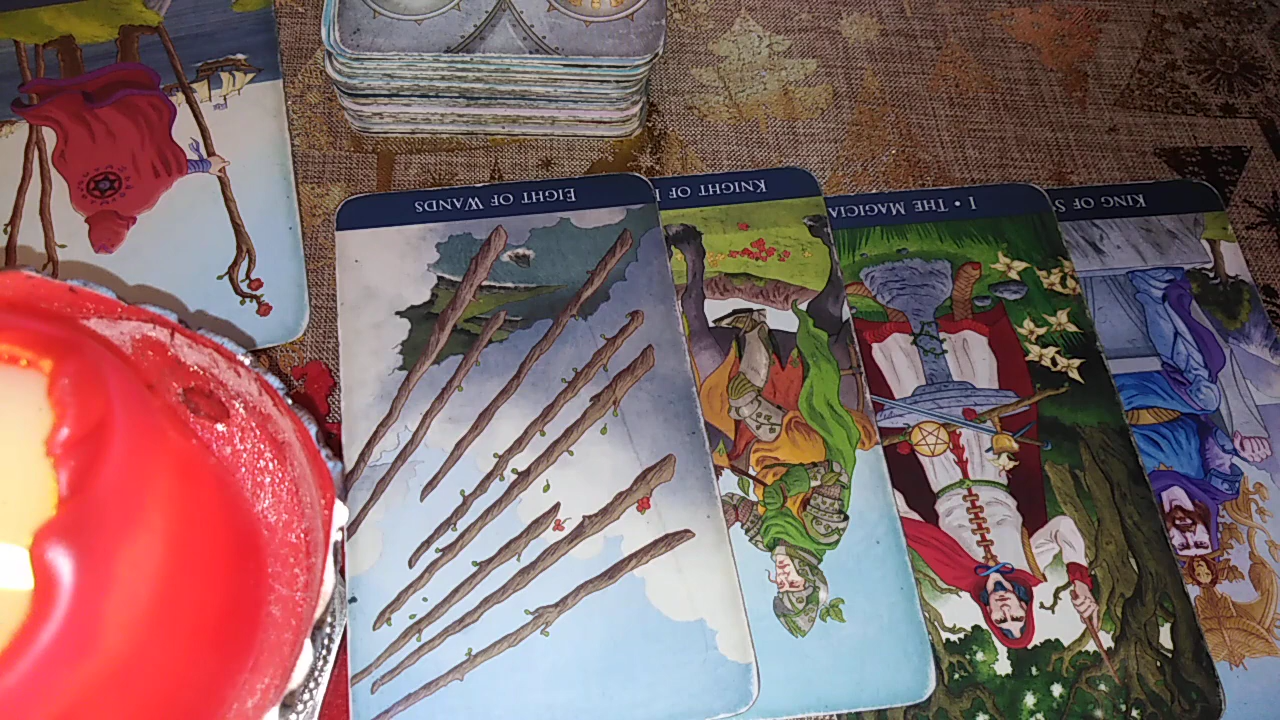 EIGHT OF WANDS
KNIGHT OF
I • THE MAGICIA
KING OF S